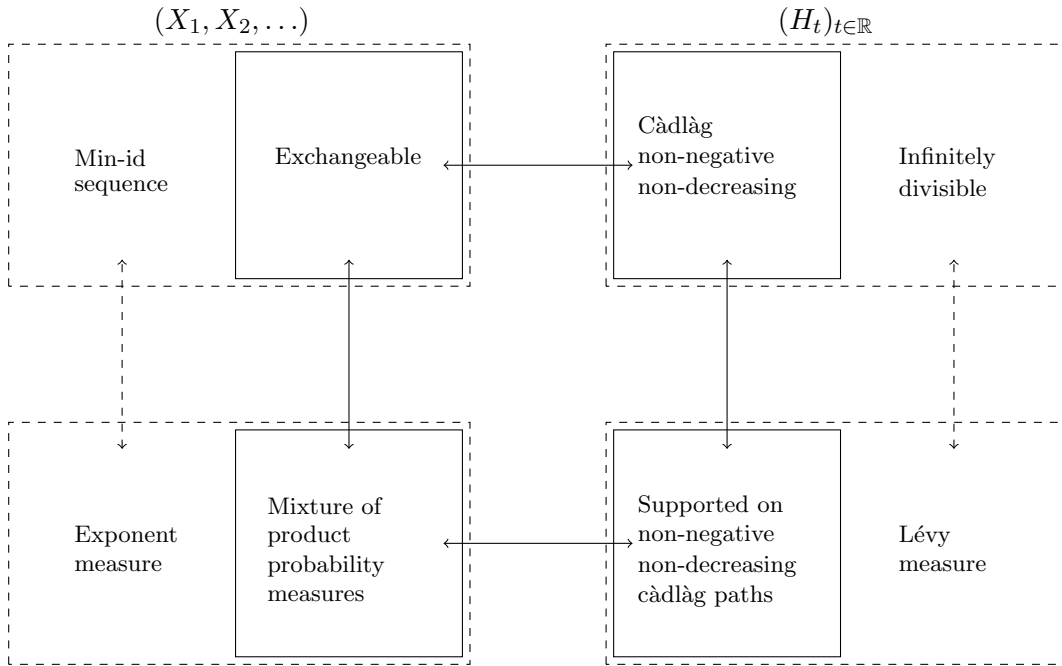 (X₁, X₂, . . .)
(Hₜ)ₜ∈ℝ
Min-id
sequence
Exchangeable
Càdlàg
non-negative
non-decreasing
Infinitely
divisible
Exponent
measure
Mixture of
product
probability
measures
Supported on
non-negative
non-decreasing
càdlàg paths
Lévy
measure